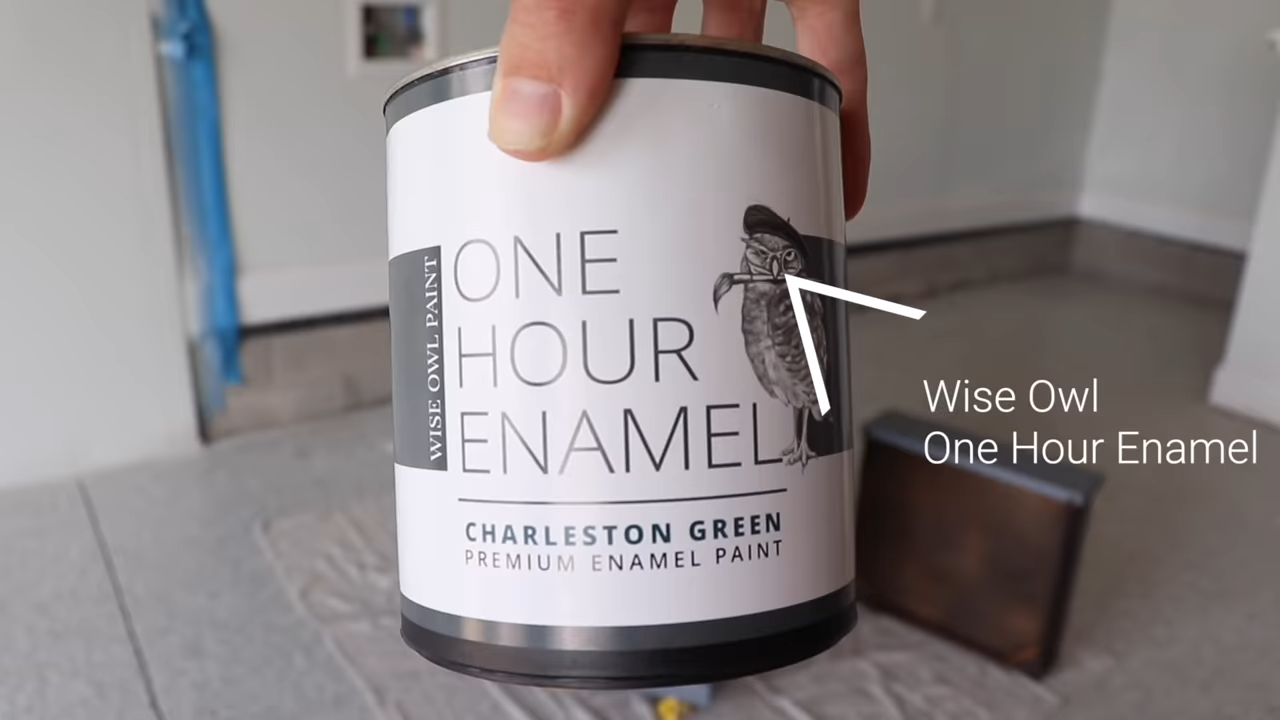 WISE OWL PAINT
ONE
HOUR
ENAMEL
CHARLESTON GREEN
PREMIUM ENAMEL PAINT
Wise Owl
One Hour Enamel